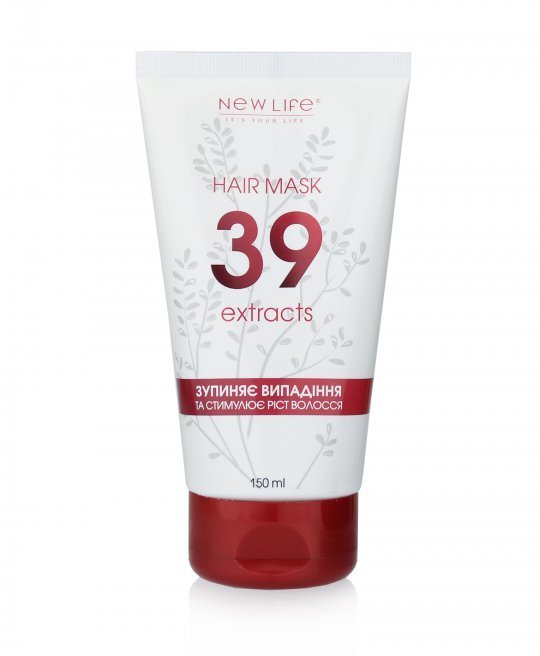 NEW LIFE®
IT'S YOUR LIFE
HAIR MASK
39
extracts
ЗУПИНЯЄ ВИПАДІННЯ
ТА СТИМУЛЮЄ РІСТ ВОЛОССЯ
150 ml